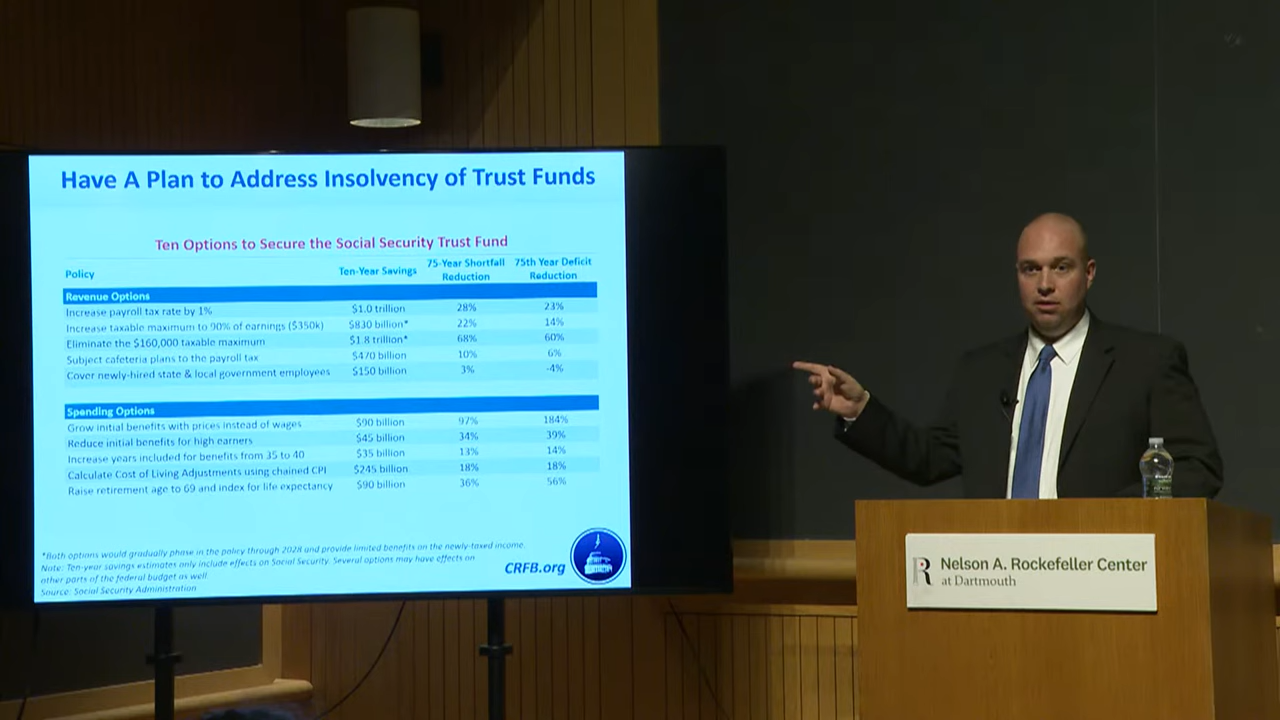 Have A Plan to Address Insolvency of Trust Funds
Ten Options to Secure the Social Security Trust Fund
Policy Ten-Year Savings 75-Year Shortfall Reduction 75th Year Deficit Reduction
Revenue Options
Increase payroll tax rate by 1% $1.0 trillion 28% 23%
Increase taxable maximum to 90% of earnings ($350k) $830 billion* 22% 14%
Eliminate the $160,000 taxable maximum $1.8 trillion* 68% 60%
Subject cafeteria plans to the payroll tax $470 billion 10% 6%
Cover newly-hired state & local government employees $150 billion 3% -4%
Spending Options
Grow initial benefits with prices instead of wages $90 billion 97% 184%
Reduce initial benefits for high earners $45 billion 34% 39%
Increase years included for benefits from 35 to 40 $35 billion 13% 14%
Calculate Cost of Living Adjustments using chained CPI $245 billion 18% 18%
Raise retirement age to 69 and index for life expectancy $90 billion 36% 56%
*Both options would gradually phase in the policy through 2028 and provide limited benefits on the newly-taxed income.
Note: Ten-year savings estimates only include effects on Social Security. Several options may have effects on
other parts of the federal budget as well
Source: Social Security Administration
CRFB.org
R
Nelson A. Rockefeller Center
at Dartmouth